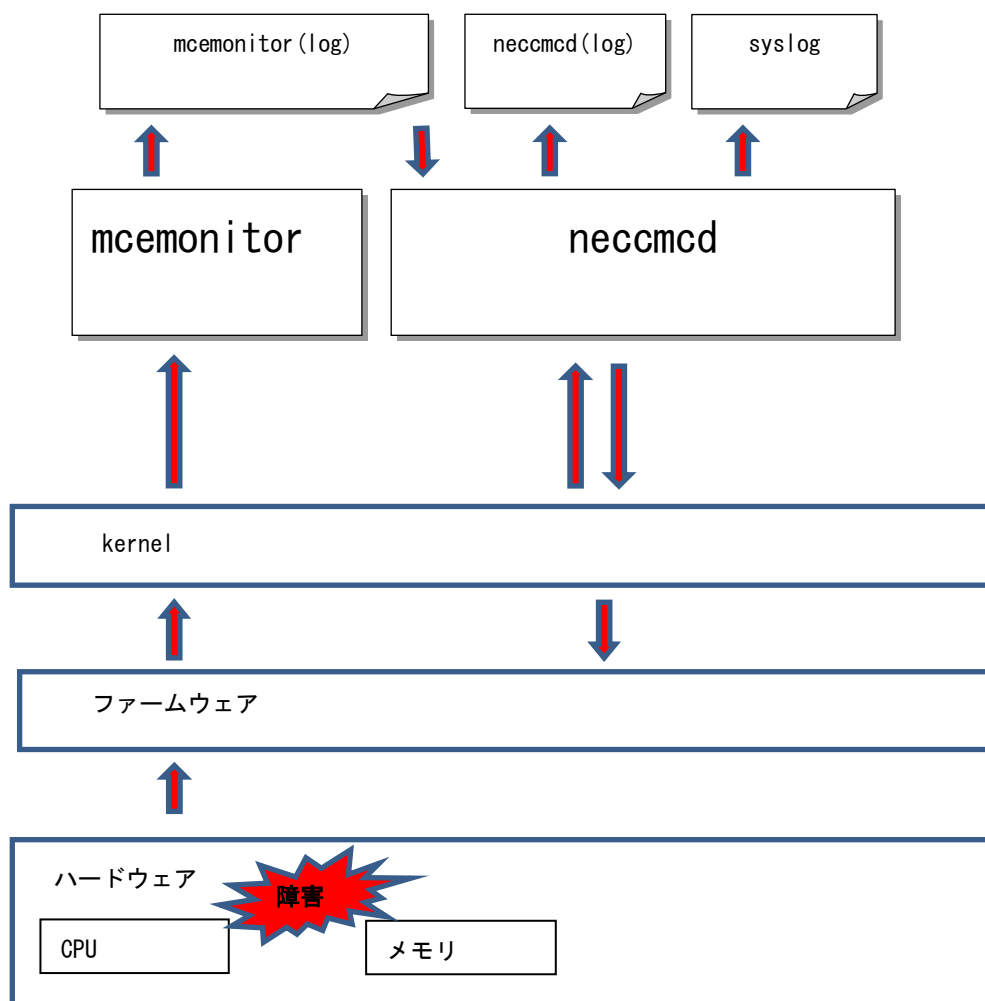 mcemonitor(log)
neccmcd(log)
syslog
mcemonitor
neccmcd
kernel
ファームウェア
ハードウェア
障害
CPU
メモリ